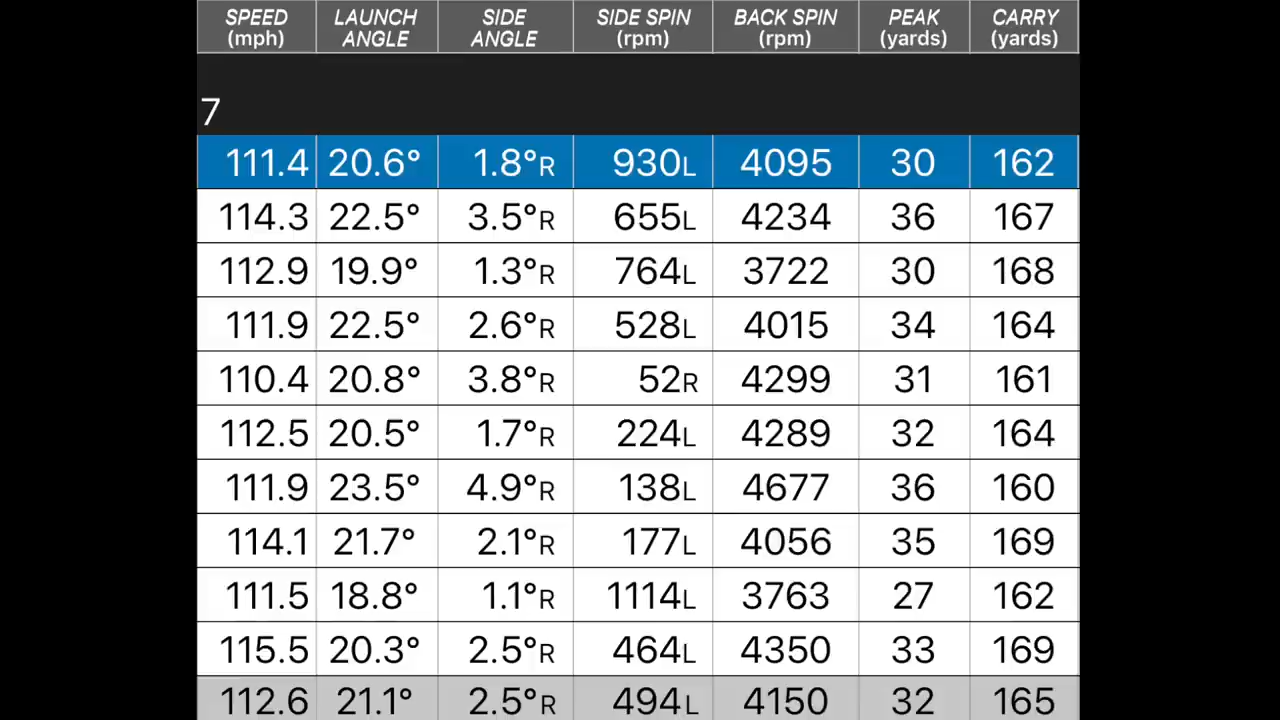 SPEED (mph) LAUNCH ANGLE SIDE ANGLE SIDE SPIN (rpm) BACK SPIN (rpm) PEAK (yards) CARRY (yards)
7
111.4 20.6° 1.8°R 930L 4095 30 162
114.3 22.5° 3.5°R 655L 4234 36 167
112.9 19.9° 1.3°R 764L 3722 30 168
111.9 22.5° 2.6°R 528L 4015 34 164
110.4 20.8° 3.8°R 52R 4299 31 161
112.5 20.5° 1.7°R 224L 4289 32 164
111.9 23.5° 4.9°R 138L 4677 36 160
114.1 21.7° 2.1°R 177L 4056 35 169
111.5 18.8° 1.1°R 1114L 3763 27 162
115.5 20.3° 2.5°R 464L 4350 33 169
112.6 21.1° 2.5°R 494L 4150 32 165